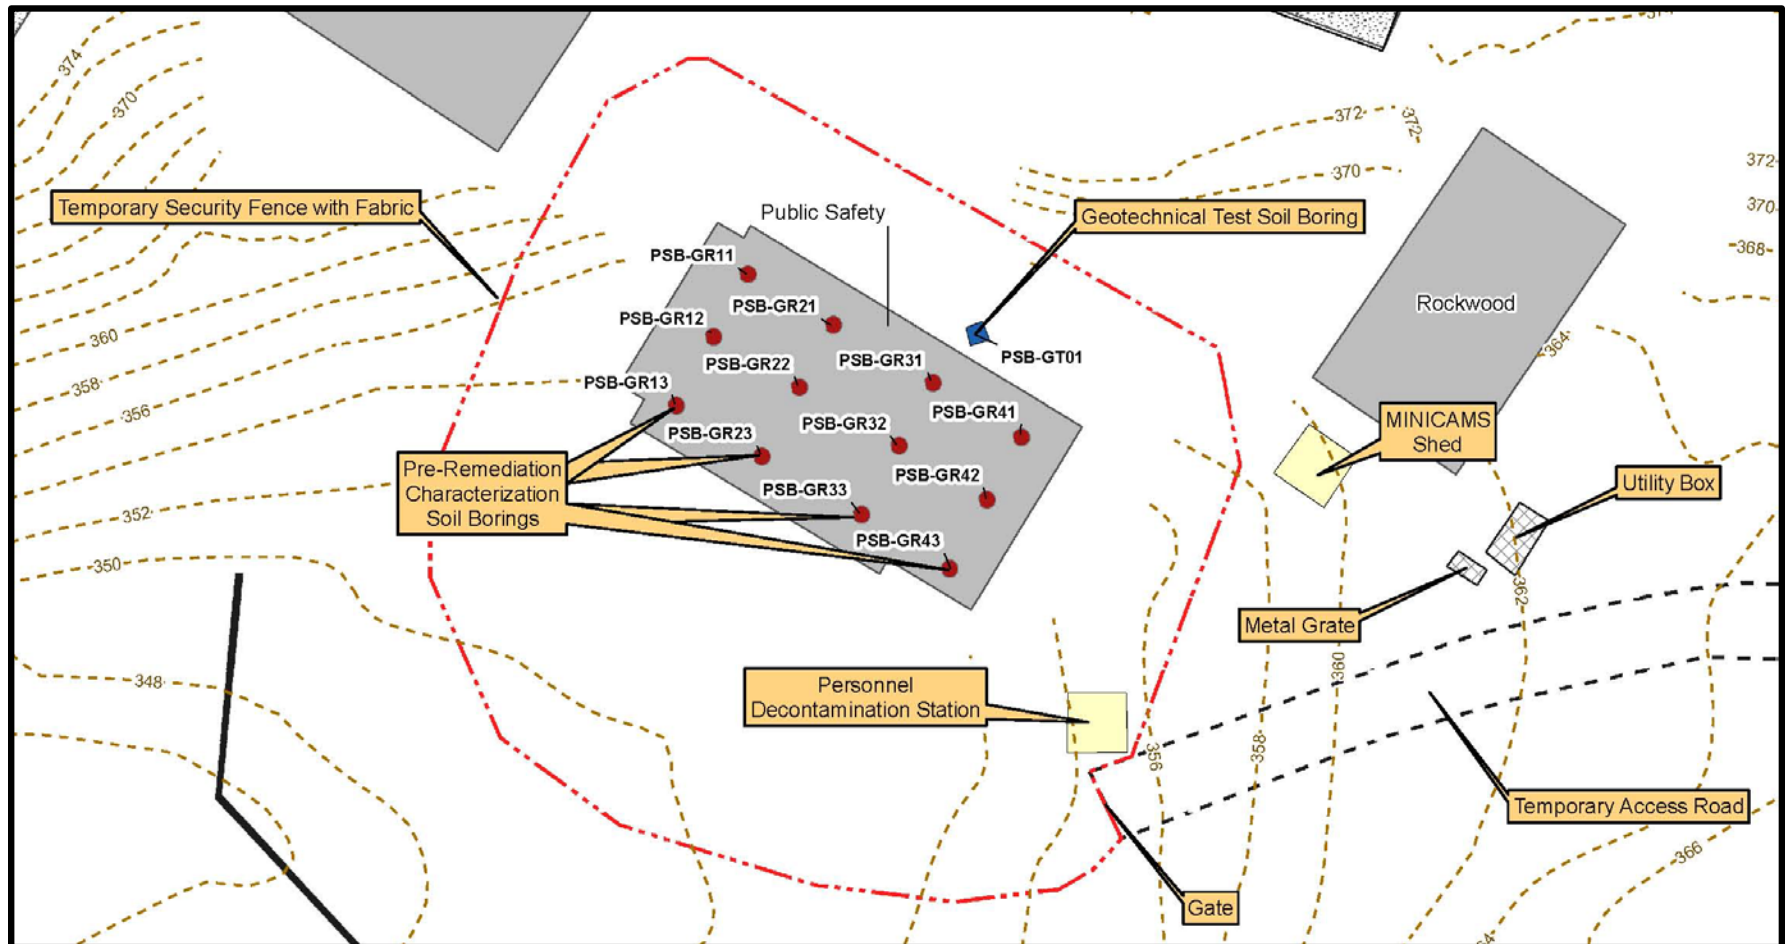 374
370
372
372
370
372
370
368
Temporary Security Fence with Fabric
Public Safety
Geotechnical Test Soil Boring
PSB-GR11
PSB-GR21
PSB-GR12
PSB-GR31
PSB-GT01
PSB-GR22
PSB-GR13
PSB-GR41
PSB-GR32
PSB-GR23
PSB-GR42
PSB-GR33
PSB-GR43
Rockwood
360
358
356
352
350
348
364
MINICAMS
Shed
Utility Box
Pre-Remediation
Characterization
Soil Borings
Metal Grate
362
360
358
356
Personnel
Decontamination Station
Temporary Access Road
366
Gate